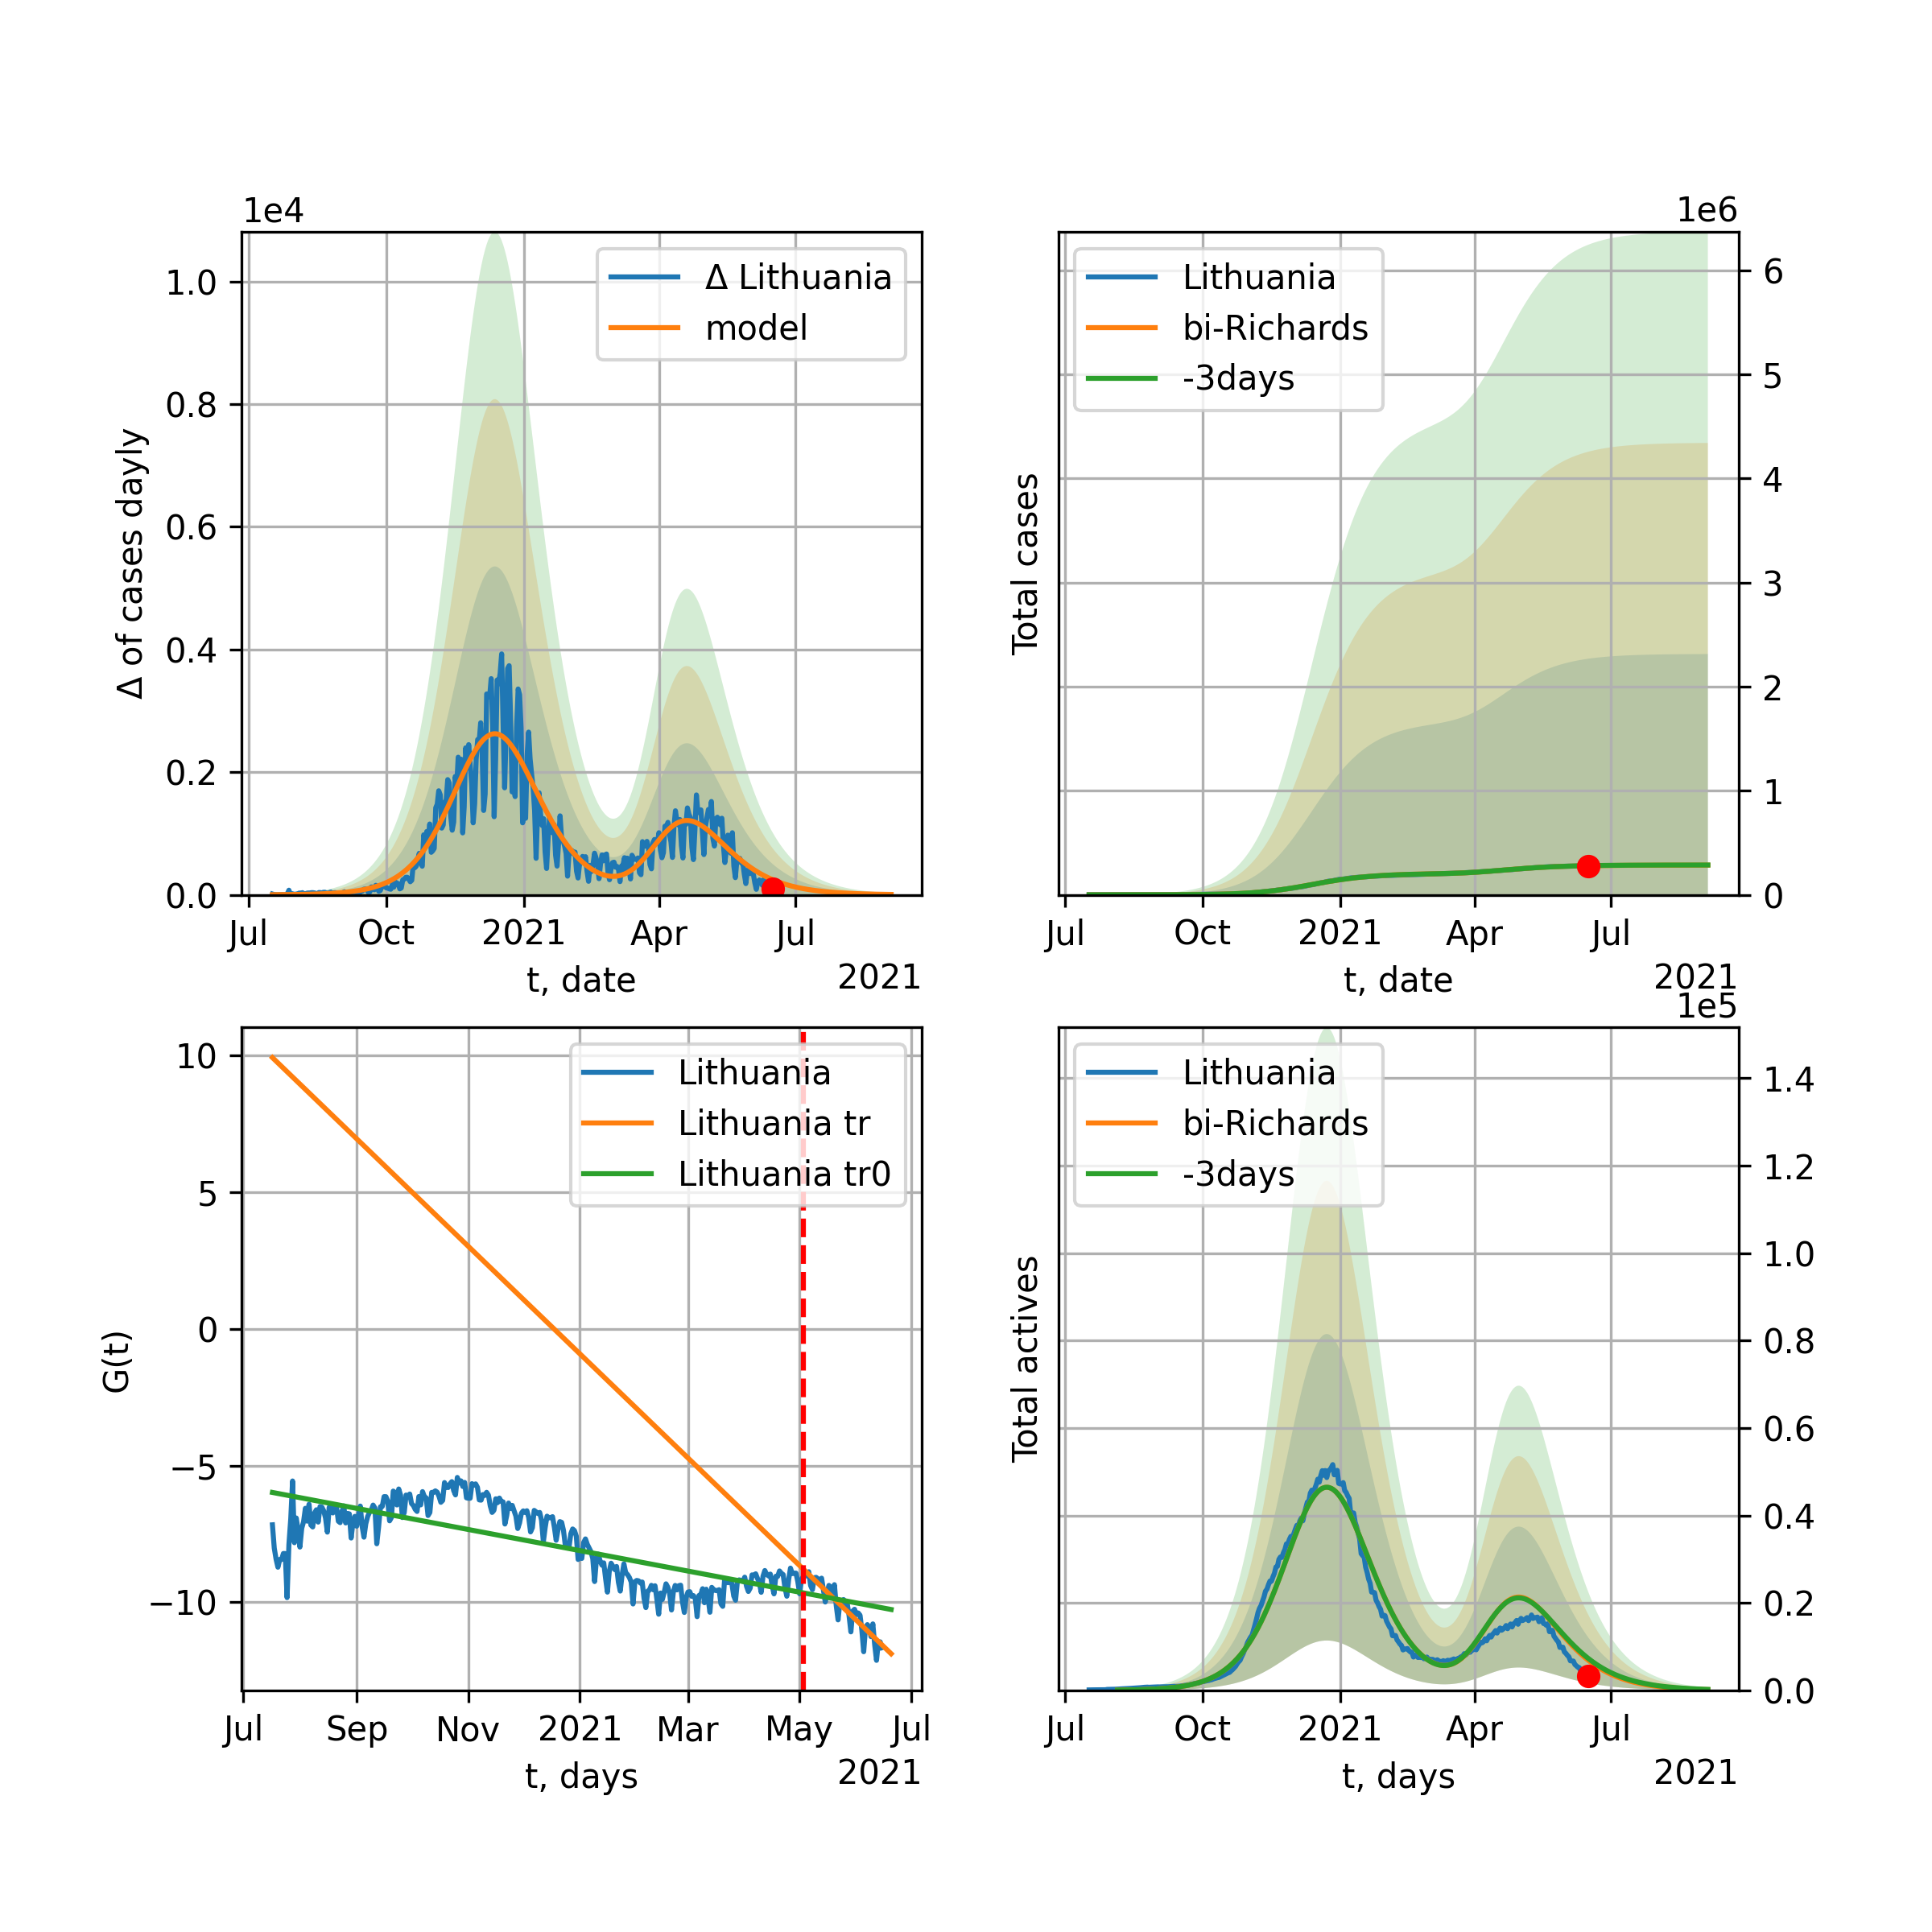 1e4
Δ of cases dayly
1.0
0.8
0.6
0.4
0.2
0.0
Δ Lithuania
model
Jul
Oct
2021
Apr
Jul
t, date
2021
1e6
Total cases
Lithuania
bi-Richards
-3days
6
5
4
3
2
1
0
Jul
Oct
2021
Apr
Jul
t, date
2021
G(t)
10
5
0
−5
−10
Lithuania
Lithuania tr
Lithuania tr0
Jul
Sep
Nov
2021
Mar
May
Jul
t, days
2021
1e5
Total actives
Lithuania
bi-Richards
-3days
1.4
1.2
1.0
0.8
0.6
0.4
0.2
0.0
Jul
Oct
2021
Apr
Jul
t, days
2021